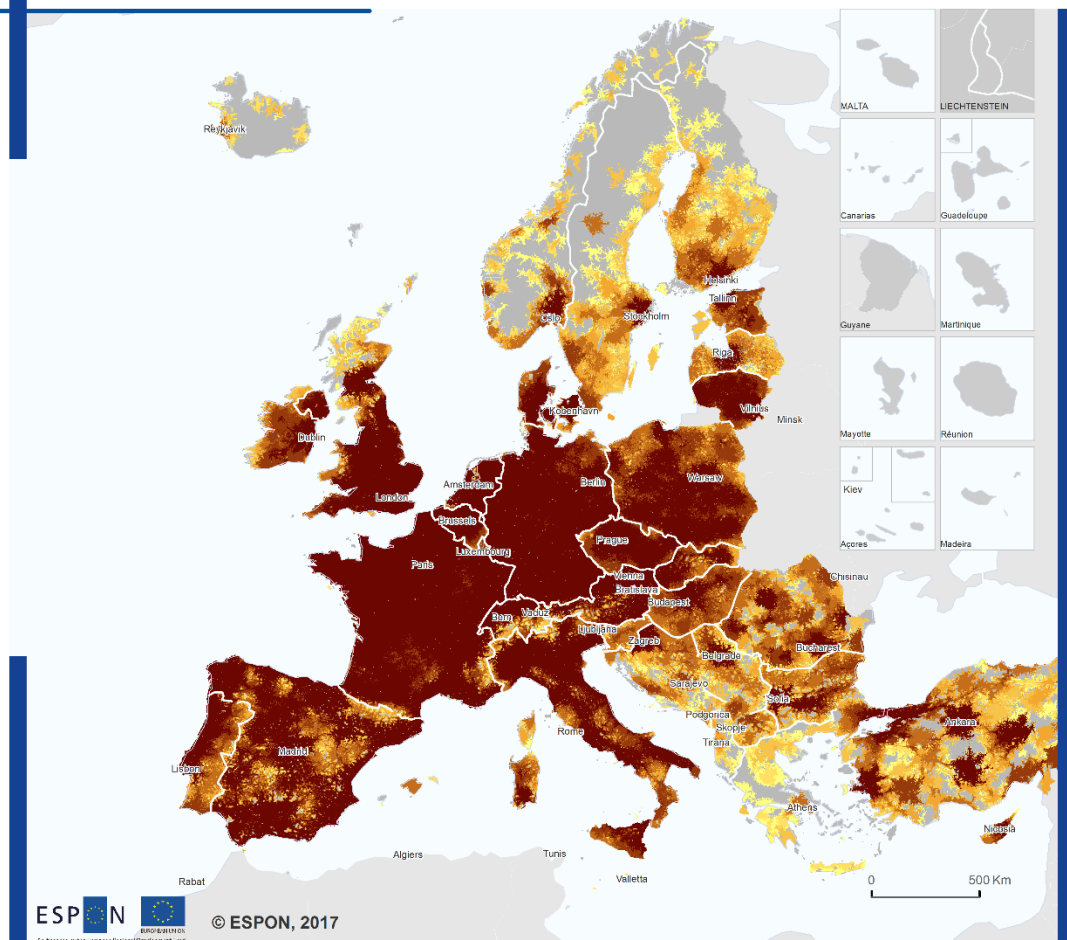 MALTA
LIECHTENSTEIN
Reykjavik
Canarias
Guadeloupe
Helsinki
Tallinn
Oslo
Stockholm
Guyane
Martinique
Riga
Kobenhavn
Vilnius
Minsk
Dublin
Mayotte
Réunion
Amsterdam
Berlin
Warsaw
London
Kiev
Brussels
Prague
Açores
Madeira
Luxembourg
Paris
Vienna
Chisinau
Bratislava
Budapest
Vaduz
Bern
Ljubljana
Zagreb
Bucharest
Belgrade
Sarajevo
Sofia
Podgorica
Ankara
Skopje
Rome
Tirana
Madrid
Lisbon
Athens
Nicosia
Algiers
Tunis
Rabat
Valletta
0 500 Km
ESPON
EUROPEAN UNION
© ESPON, 2017